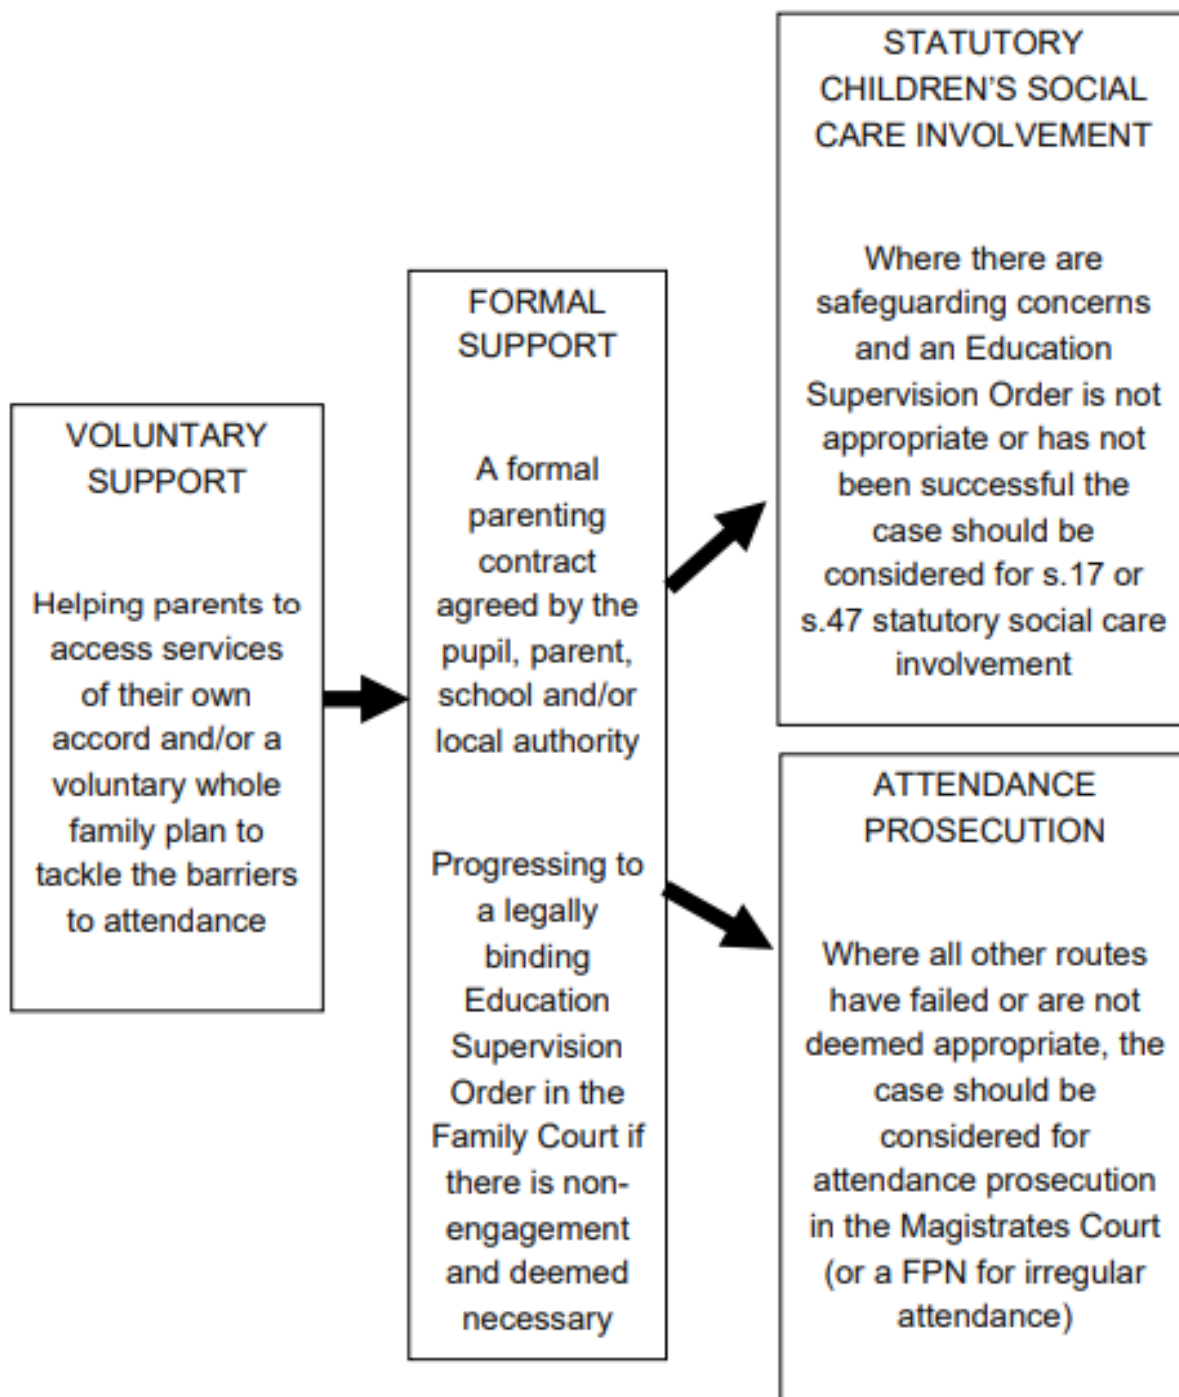 VOLUNTARY
SUPPORT
Helping parents to
access services
of their own
accord and/or a
voluntary whole
family plan to
tackle the barriers
to attendance
FORMAL
SUPPORT
A formal
parenting
contract
agreed by the
pupil, parent,
school and/or
local authority
Progressing to
a legally
binding
Education
Supervision
Order in the
Family Court if
there is non-
engagement
and deemed
necessary
STATUTORY
CHILDREN'S SOCIAL
CARE INVOLVEMENT
Where there are
safeguarding concerns
and an Education
Supervision Order is not
appropriate or has not
been successful the
case should be
considered for s.17 or
s.47 statutory social care
involvement
ATTENDANCE
PROSECUTION
Where all other routes
have failed or are not
deemed appropriate, the
case should be
considered for
attendance prosecution
in the Magistrates Court
(or a FPN for irregular
attendance)